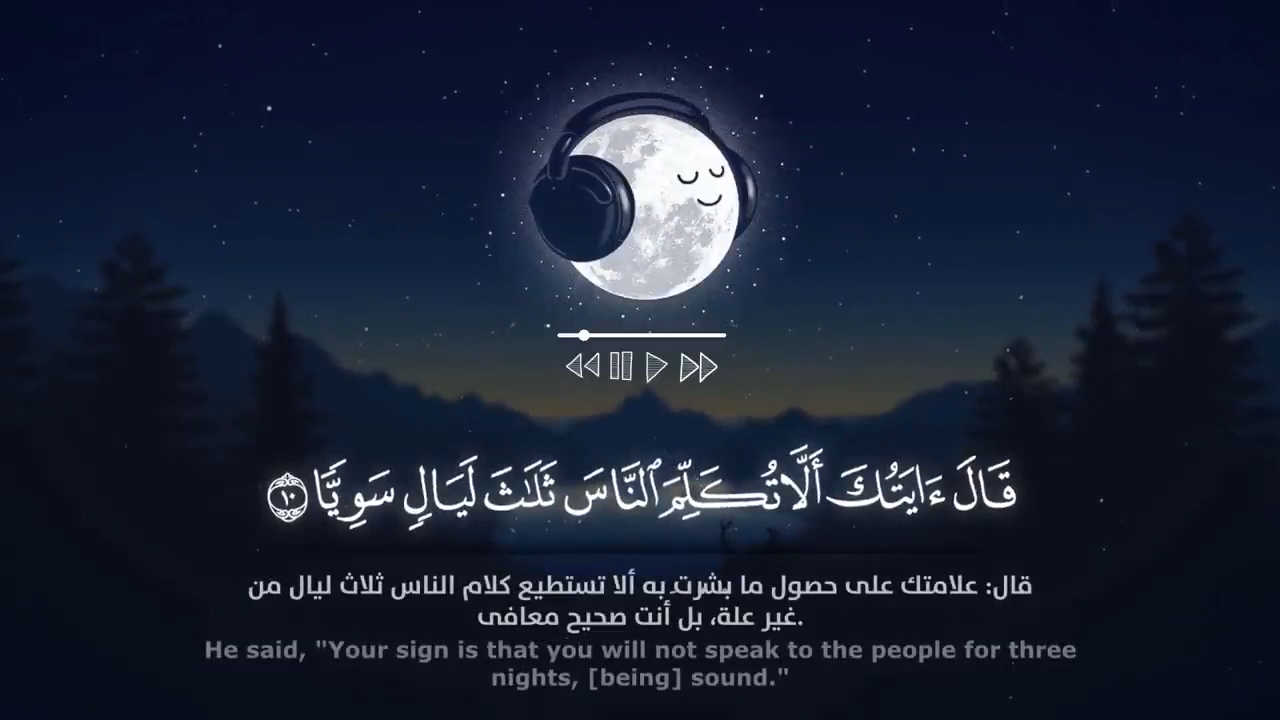 قَالَ ءَايَتُكَ أَلَّا تُكَلِّمَ ٱلنَّاسَ ثَلَـٰثَ لَيَالٍ سَوِيًّا ١٠
قال: علامتك على حصول ما بشرت به ألا تستطيع كلام الناس ثلاث ليال من
غير علة، بل أنت صحيح معافى.
He said, "Your sign is that you will not speak to the people for three
nights, [being] sound."